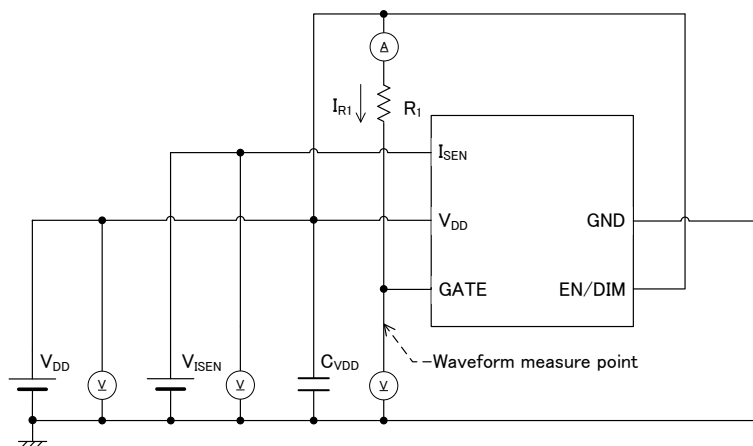 A
I_R1
R_1
I_SEN
V_DD
GND
GATE
EN/DIM
V_DD
V
V_ISEN
V
C_VDD
V
Waveform measure point